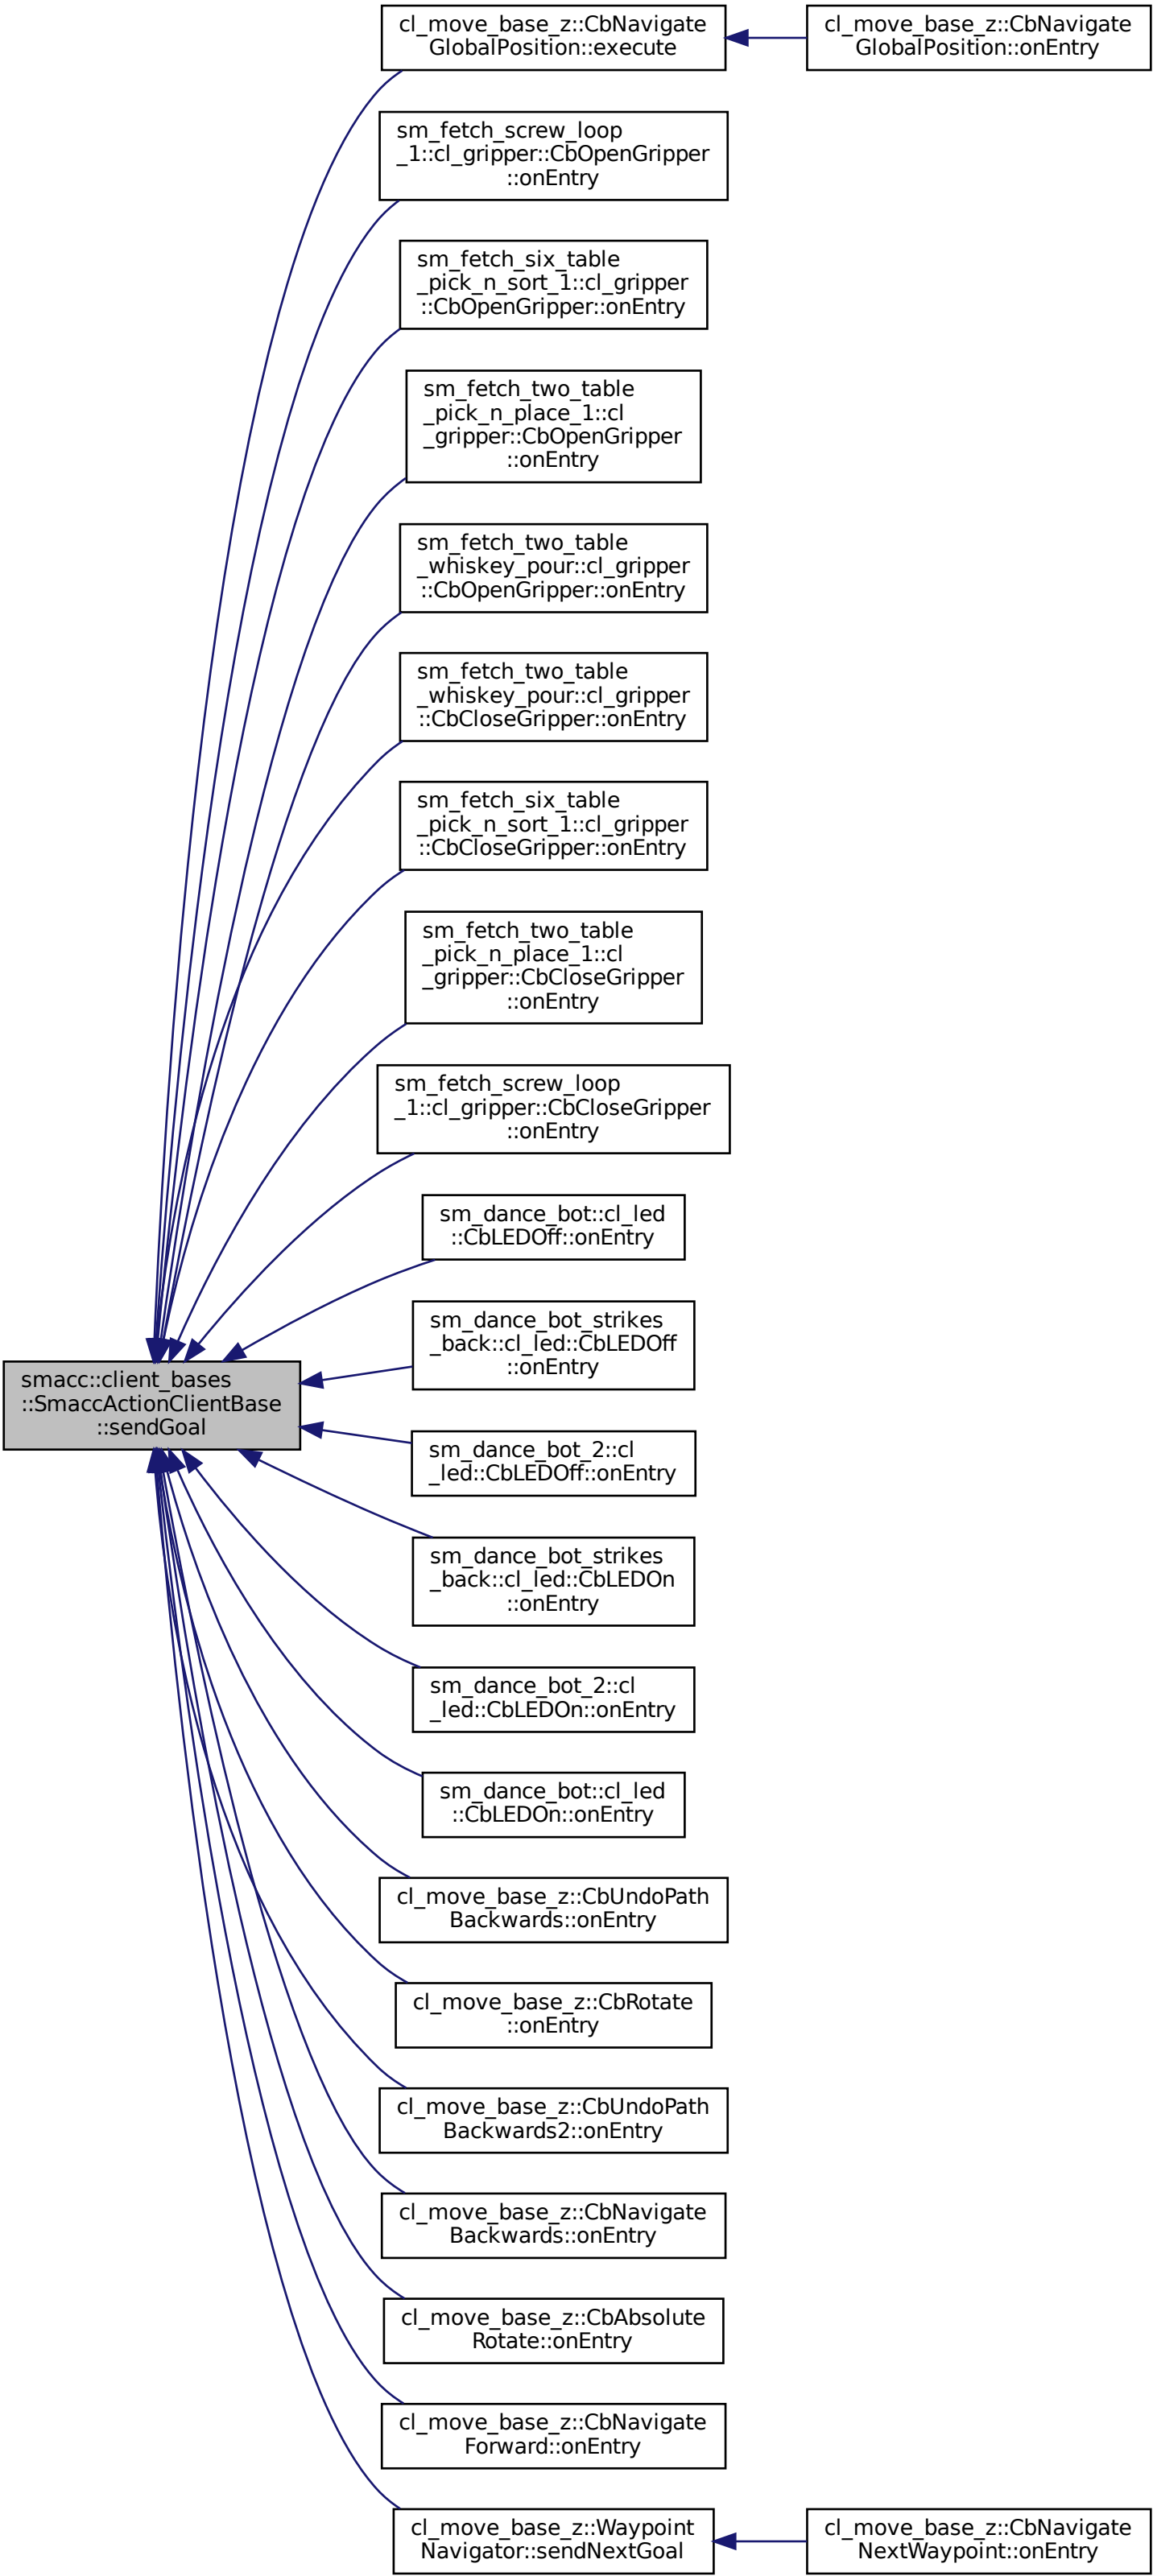 cl_move_base_z::CbNavigate
GlobalPosition::execute
cl_move_base_z::CbNavigate
GlobalPosition::onEntry
sm_fetch_screw_loop
_1::cl_gripper::CbOpenGripper
::onEntry
sm_fetch_six_table
_pick_n_sort_1::cl_gripper
::CbOpenGripper::onEntry
sm_fetch_two_table
_pick_n_place_1::cl
_gripper::CbOpenGripper
::onEntry
sm_fetch_two_table
_whiskey_pour::cl_gripper
::CbOpenGripper::onEntry
sm_fetch_two_table
_whiskey_pour::cl_gripper
::CbCloseGripper::onEntry
sm_fetch_six_table
_pick_n_sort_1::cl_gripper
::CbCloseGripper::onEntry
sm_fetch_two_table
_pick_n_place_1::cl
_gripper::CbCloseGripper
::onEntry
sm_fetch_screw_loop
_1::cl_gripper::CbCloseGripper
::onEntry
sm_dance_bot::cl_led
::CbLEDOff::onEntry
sm_dance_bot_strikes
_back::cl_led::CbLEDOff
::onEntry
smacc::client_bases
::SmaccActionClientBase
::sendGoal
sm_dance_bot_2::cl
_led::CbLEDOff::onEntry
sm_dance_bot_strikes
_back::cl_led::CbLEDOn
::onEntry
sm_dance_bot_2::cl
_led::CbLEDOn::onEntry
sm_dance_bot::cl_led
::CbLEDOn::onEntry
cl_move_base_z::CbUndoPath
Backwards::onEntry
cl_move_base_z::CbRotate
::onEntry
cl_move_base_z::CbUndoPath
Backwards2::onEntry
cl_move_base_z::CbNavigate
Backwards::onEntry
cl_move_base_z::CbAbsolute
Rotate::onEntry
cl_move_base_z::CbNavigate
Forward::onEntry
cl_move_base_z::Waypoint
Navigator::sendNextGoal
cl_move_base_z::CbNavigate
NextWaypoint::onEntry